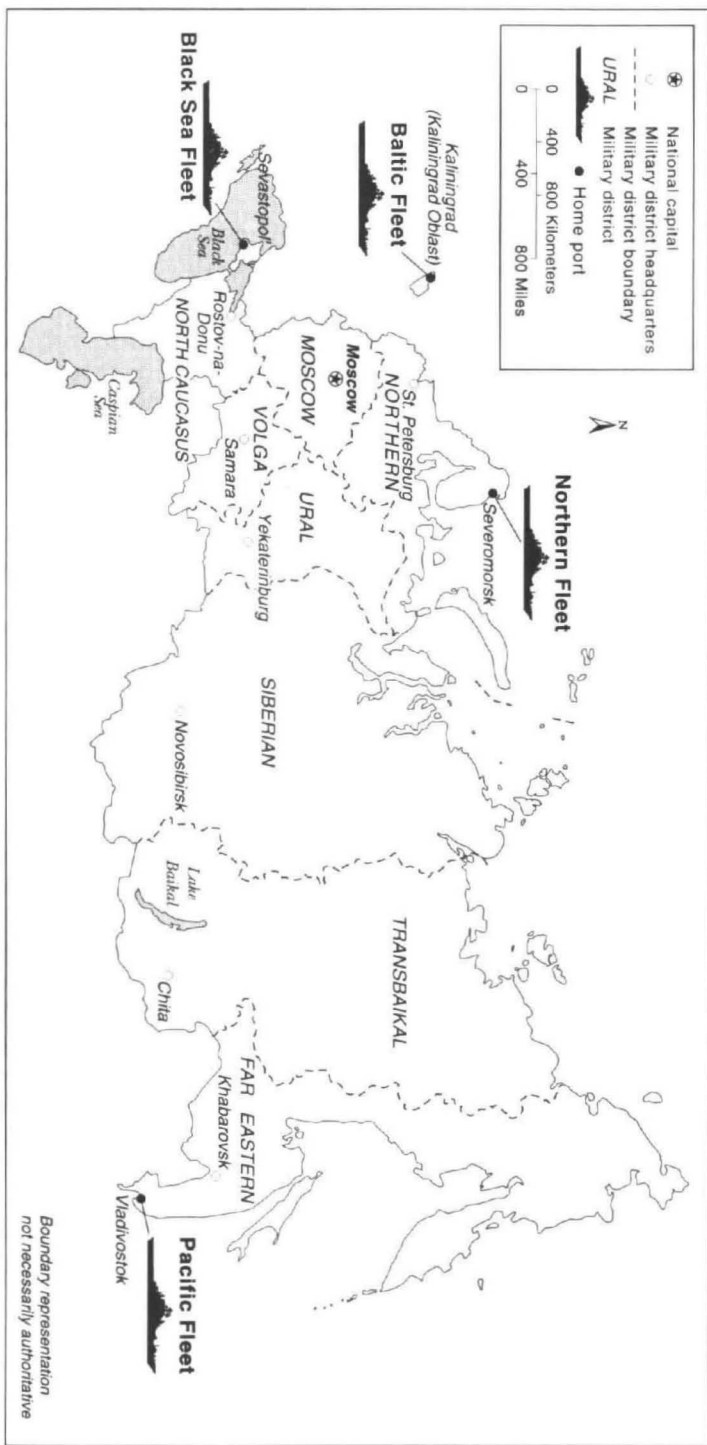 National capital
Military district headquarters
Military district boundary
URAL Military district
Home port
0 400 800 Kilometers
0 400 800 Miles
N
Northern Fleet
Severomorsk
Kaliningrad
(Kaliningrad Oblast)
Baltic Fleet
St. Petersburg
NORTHERN
Moscow
MOSCOW
Black Sea Fleet
Sevastopol'
Black
Sea
Rostov-na-
Donu
NORTH CAUCASUS
Caspian
Sea
VOLGA
Samara
URAL
Yekaterinburg
SIBERIAN
Novosibirsk
Lake
Baikal
TRANSBAIKAL
Chita
FAR EASTERN
Khabarovsk
Vladivostok
Pacific Fleet
Boundary representation
not necessarily authoritative